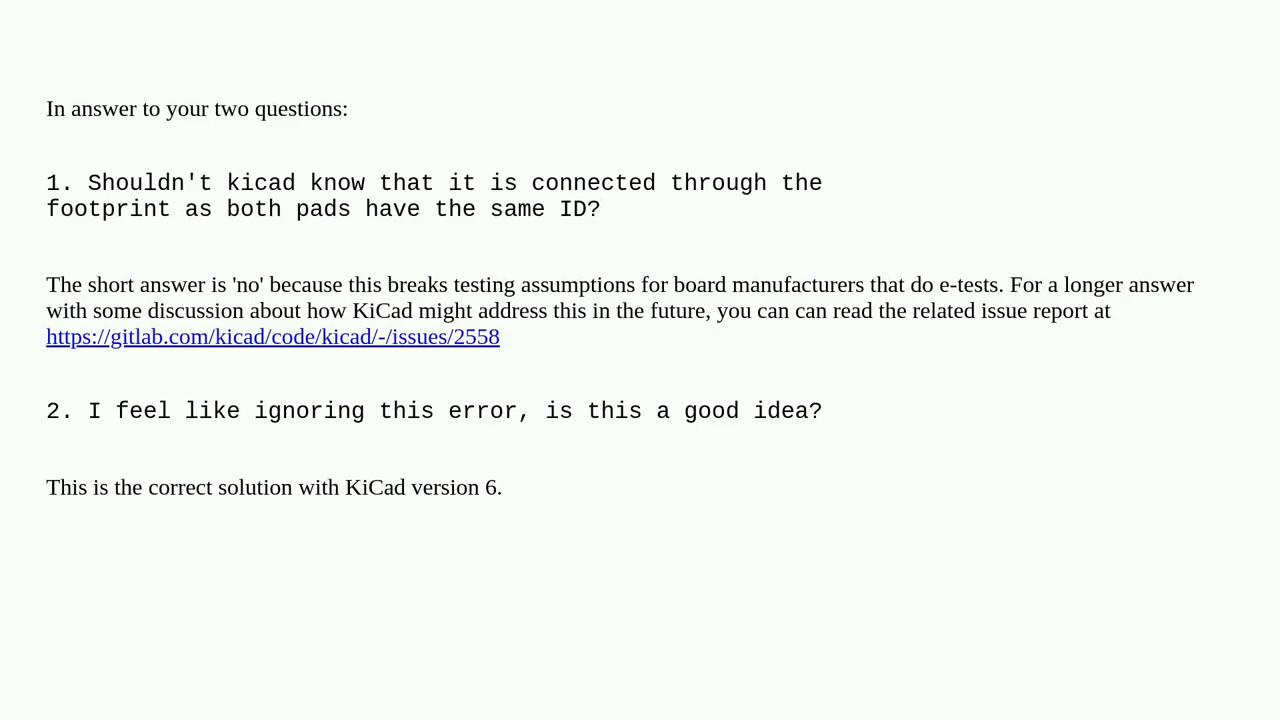 In answer to your two questions:
1. Shouldn't kicad know that it is connected through the
footprint as both pads have the same ID?
The short answer is 'no' because this breaks testing assumptions for board manufacturers that do e-tests. For a longer answer
with some discussion about how KiCad might address this in the future, you can can read the related issue report at
https://gitlab.com/kicad/code/kicad/-/issues/2558
2. I feel like ignoring this error, is this a good idea?
This is the correct solution with KiCad version 6.